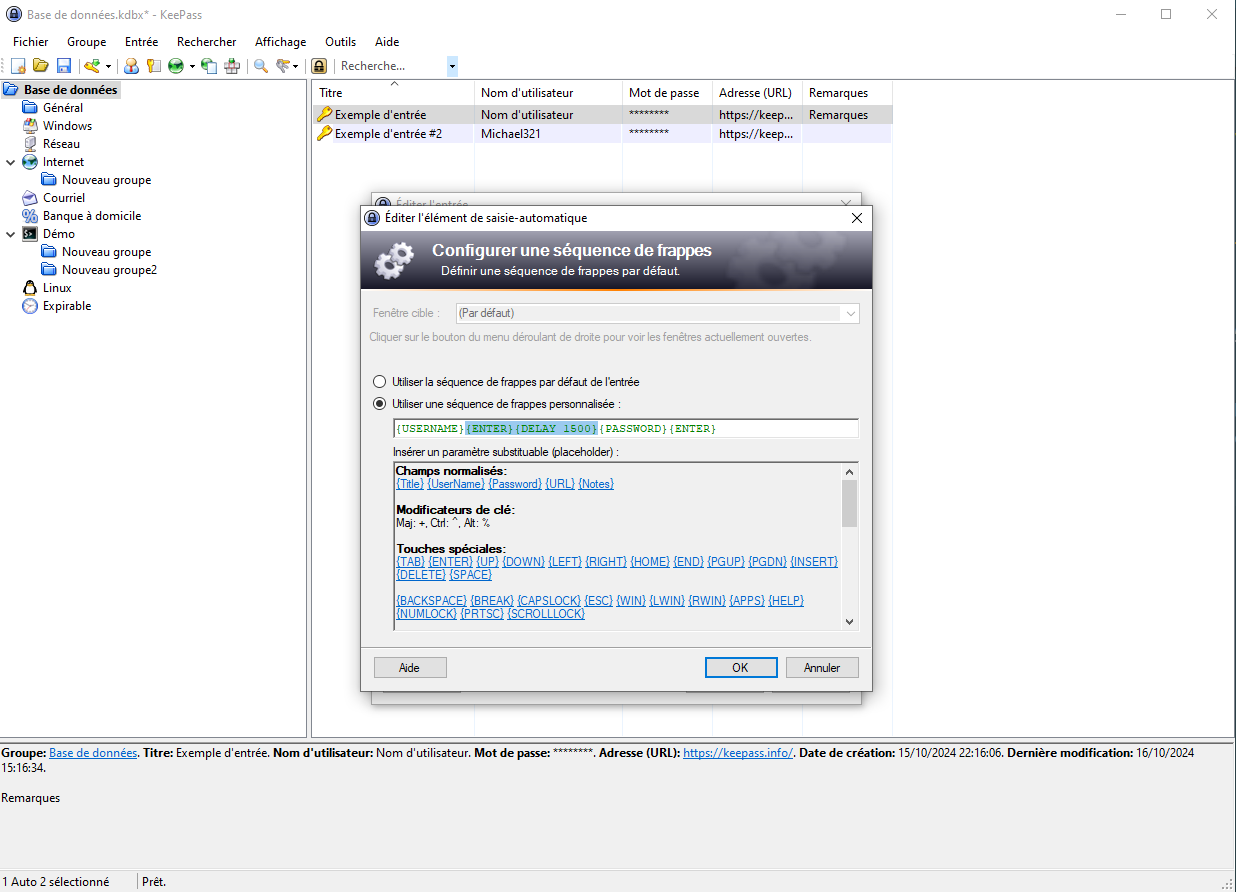 Base de données.kdbx* - KeePass
Fichier Groupe Entrée Rechercher Affichage Outils Aide
Recherche...
Base de données
Général
Windows
Réseau
Internet
Nouveau groupe
Courriel
Banque à domicile
Démo
Nouveau groupe
Nouveau groupe2
Linux
Expirable
Titre Nom d'utilisateur Mot de passe Adresse (URL) Remarques
Exemple d'entrée Nom d'utilisateur ******** https://keep... Remarques
Exemple d'entrée #2 Michael321 ******** https://keep...
Éditer l'entrée
Éditer l'élément de saisie-automatique
Configurer une séquence de frappes
Définir une séquence de frappes par défaut.
Fenêtre cible : (Par défaut)
Cliquer sur le bouton du menu déroulant de droite pour voir les fenêtres actuellement ouvertes.
Utiliser la séquence de frappes par défaut de l'entrée
Utiliser une séquence de frappes personnalisée :
{USERNAME}{ENTER}{DELAY 1500}{PASSWORD}{ENTER}
Insérer un paramètre substituable (placeholder) :
Champs normalisés:
{Title} {UserName} {Password} {URL} {Notes}
Modificateurs de clé:
Maj: +, Ctrl: ^, Alt: %
Touches spéciales:
{TAB} {ENTER} {UP} {DOWN} {LEFT} {RIGHT} {HOME} {END} {PGUP} {PGDN} {INSERT}
{DELETE} {SPACE}
{BACKSPACE} {BREAK} {CAPSLOCK} {ESC} {WIN} {LWIN} {RWIN} {APPS} {HELP}
{NUMLOCK} {PRTSC} {SCROLLLOCK}
Aide OK Annuler
Groupe: Base de données. Titre: Exemple d'entrée. Nom d'utilisateur: Nom d'utilisateur. Mot de passe: ********. Adresse (URL): https://keepass.info/. Date de création: 15/10/2024 22:16:06. Dernière modification: 16/10/2024
15:16:34.
Remarques
1 Auto 2 sélectionné Prêt.